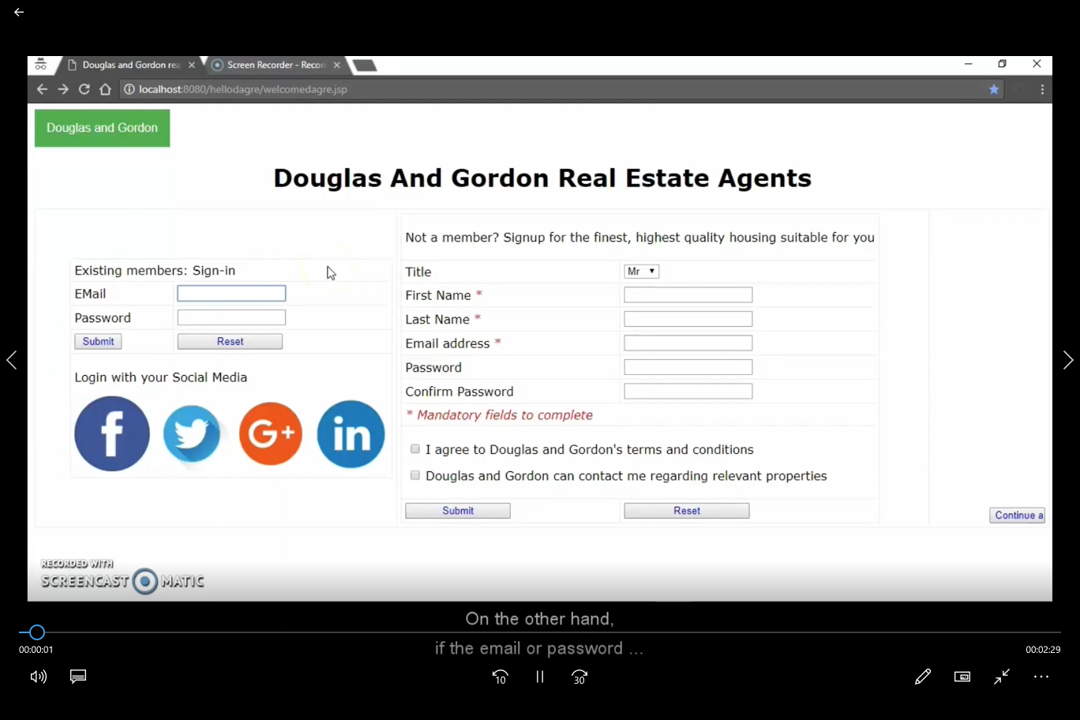 Douglas and Gordon rea
Screen Recorder - Recor
localhost:8080/hellodagre/welcomedagre.jsp
Douglas and Gordon
Douglas And Gordon Real Estate Agents
Not a member? Signup for the finest, highest quality housing suitable for you
Existing members: Sign-in
Title Mr
EMail
First Name *
Password
Last Name *
Submit Reset
Email address *
Login with your Social Media
Password
Confirm Password
f G+ in
* Mandatory fields to complete
I agree to Douglas and Gordon's terms and conditions
Douglas and Gordon can contact me regarding relevant properties
Submit Reset
Continue a
RECORDED WITH
SCREENCAST MATIC
On the other hand,
if the email or password ...
00:00:01 00:02:29
10 30